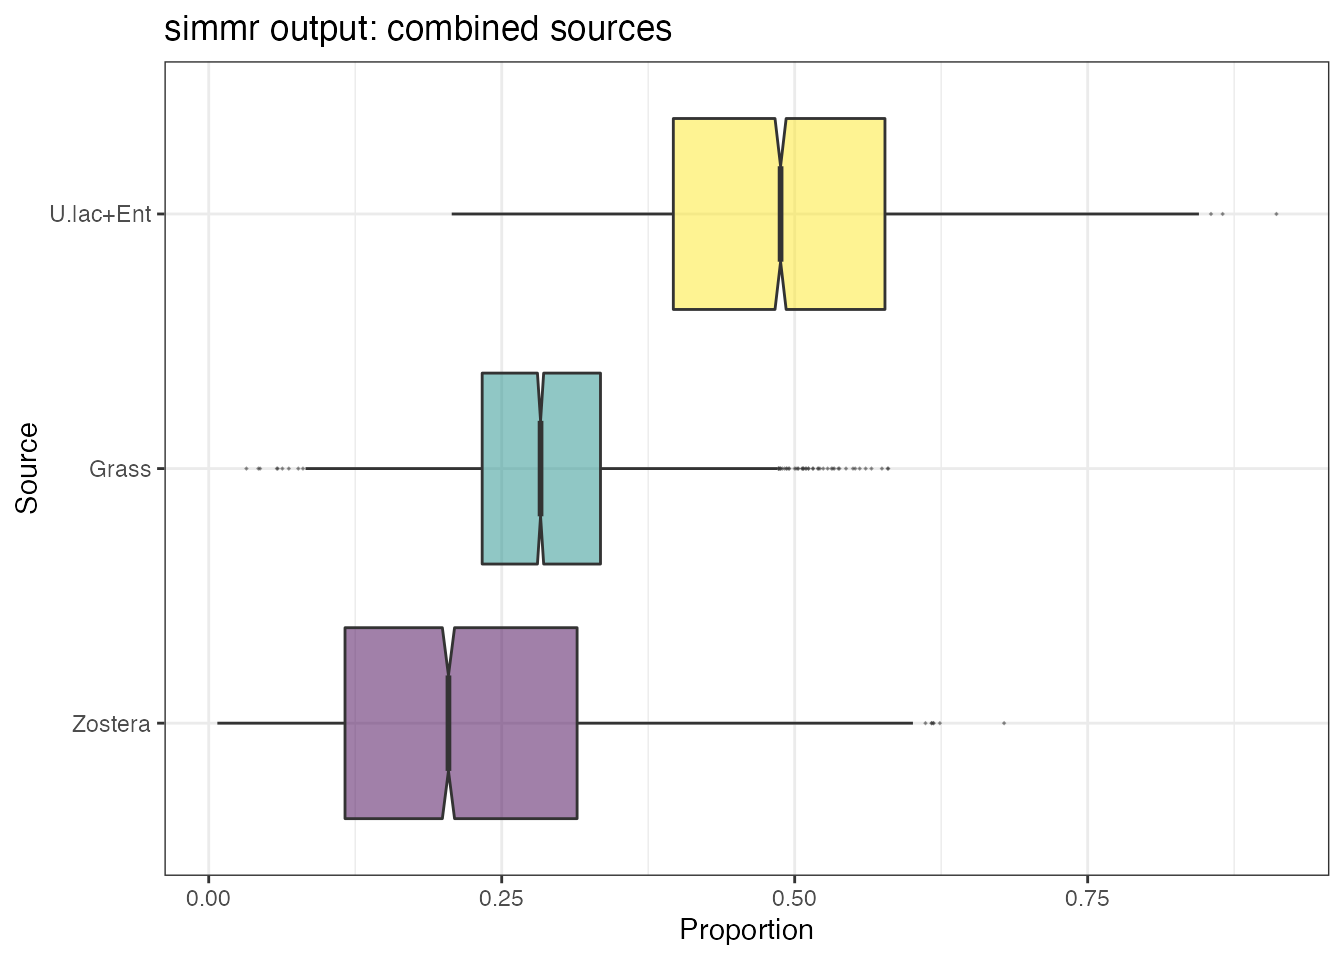 simmr output: combined sources
U.lac+Ent
Grass
Zostera
Source
0.00 0.25 0.50 0.75
Proportion